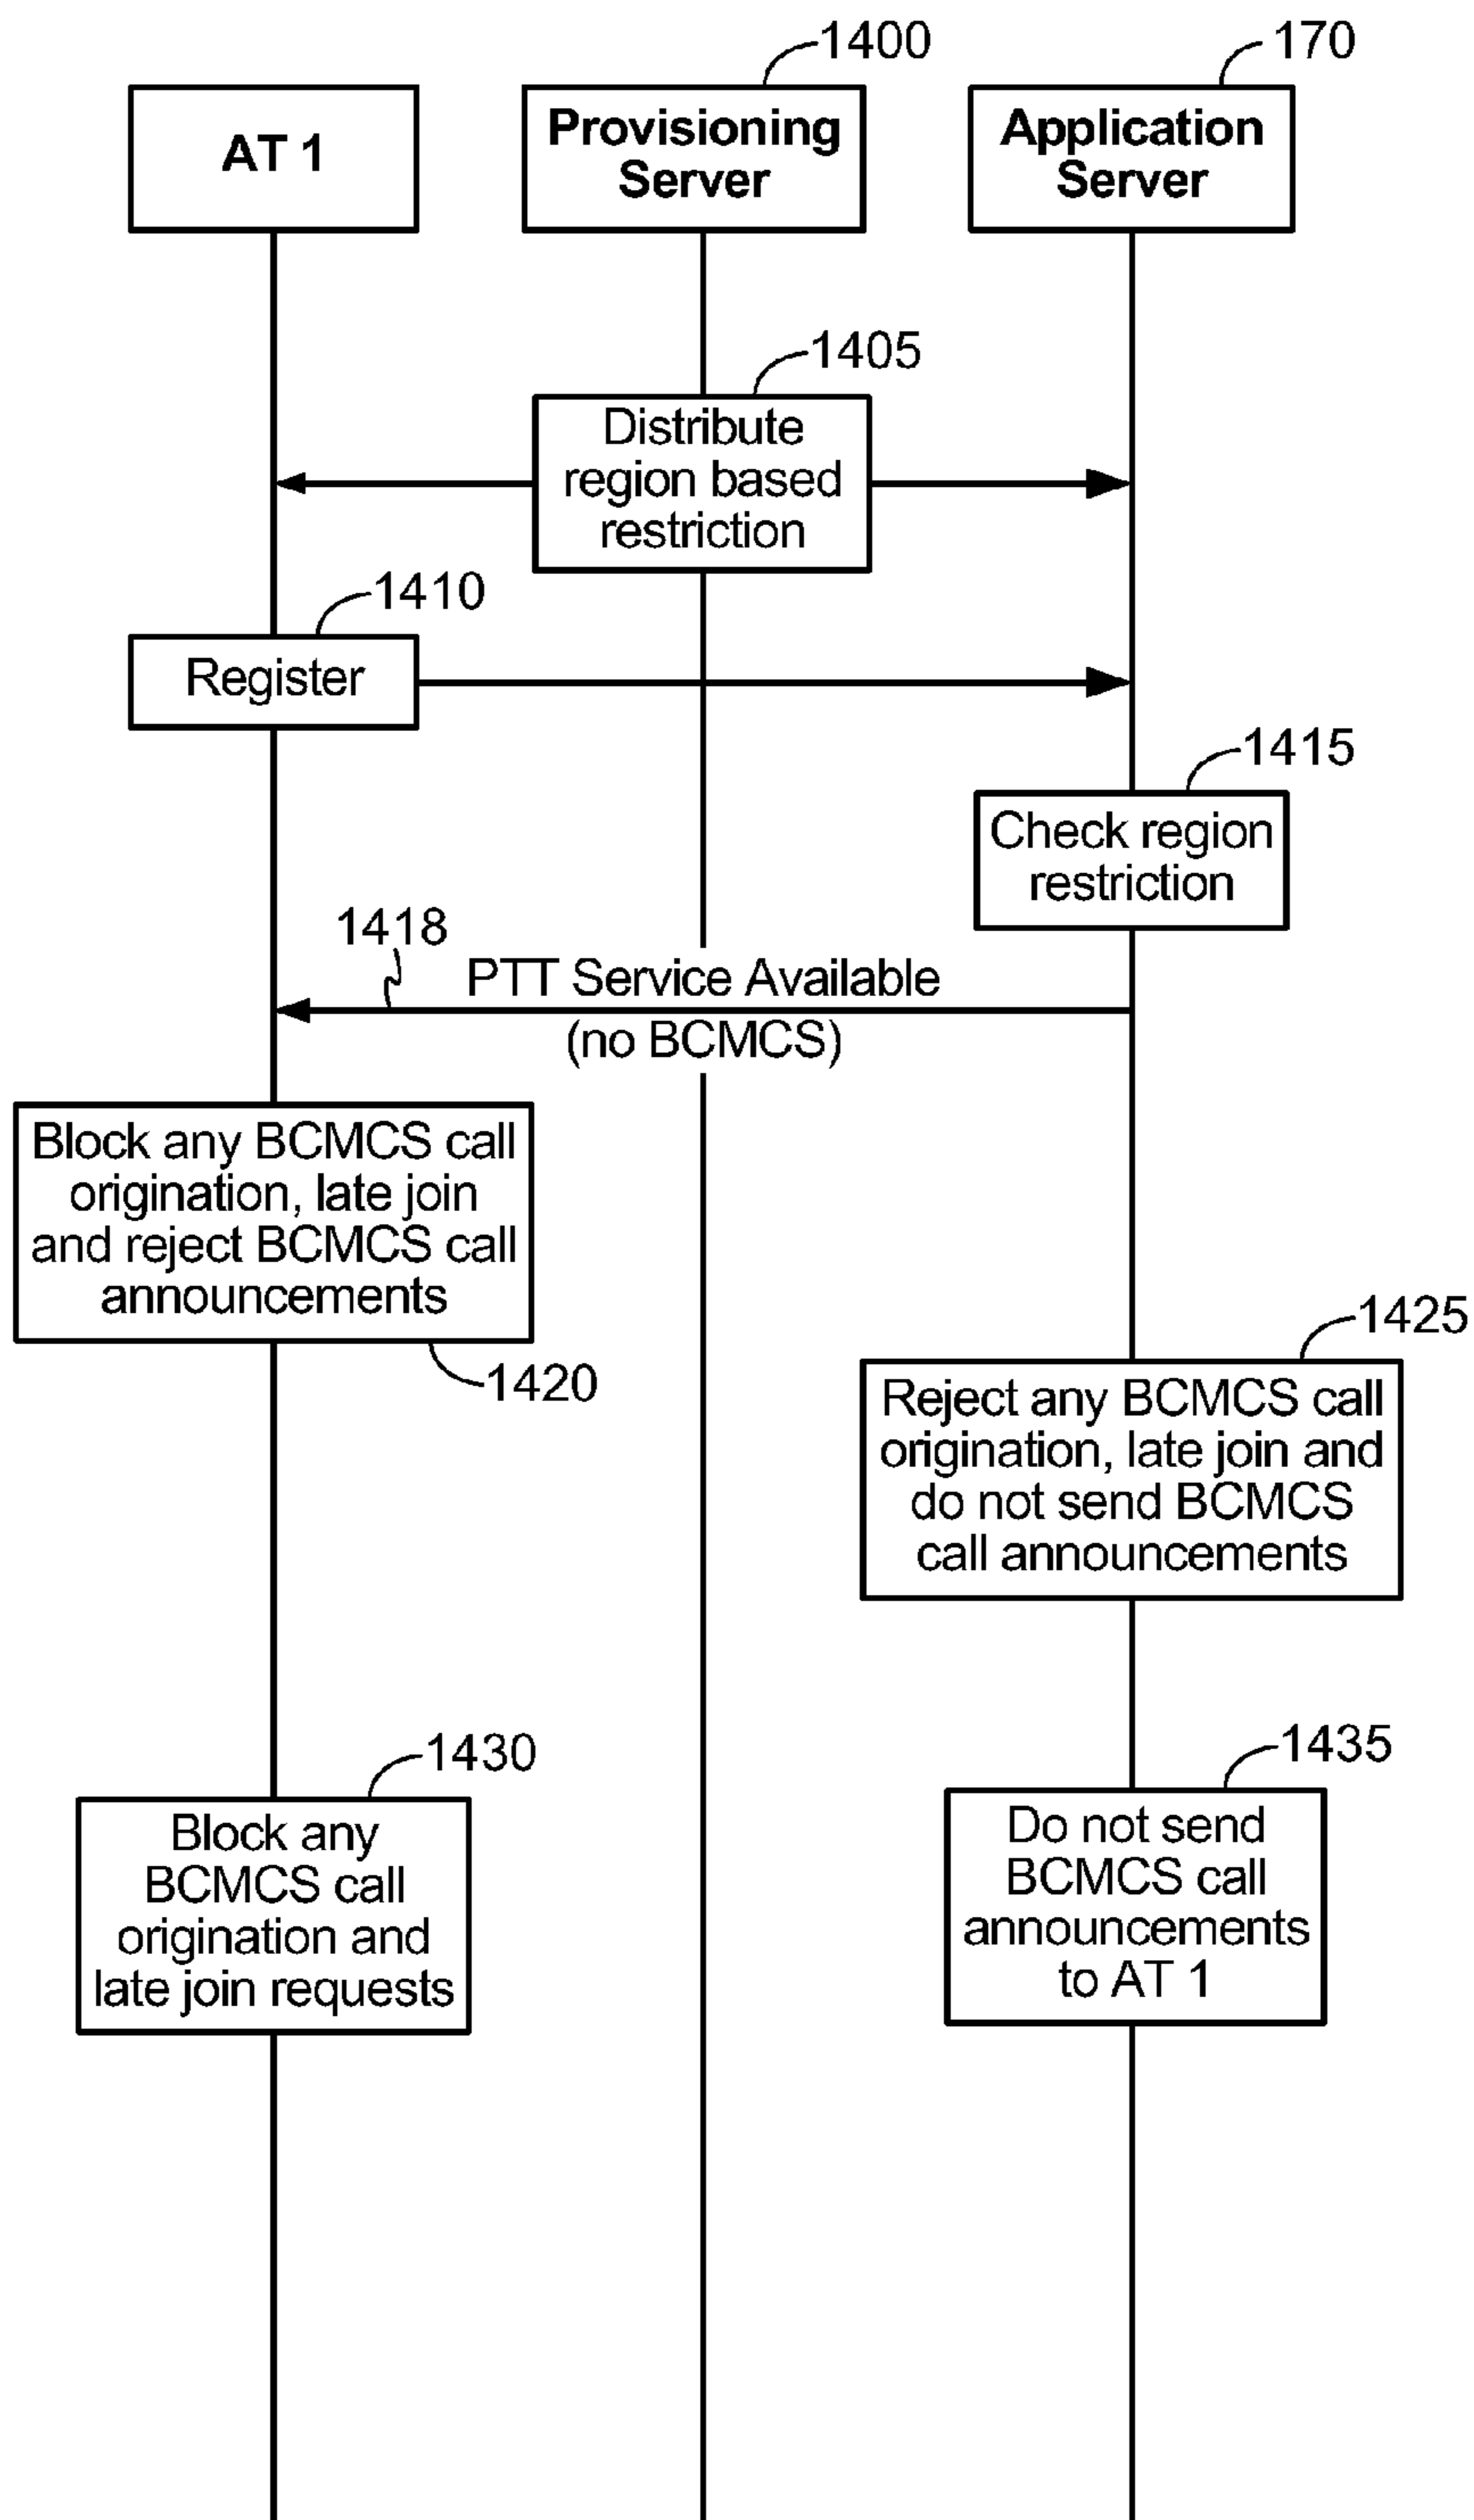 1400
170
AT 1
Provisioning
Server
Application
Server
1405
Distribute
region based
restriction
1410
Register
1415
Check region
restriction
1418
PTT Service Available
(no BCMCS)
Block any BCMCS call
origination, late join
and reject BCMCS call
announcements
1420
1425
Reject any BCMCS call
origination, late join and
do not send BCMCS
call announcements
1430
Block any
BCMCS call
origination and
late join requests
1435
Do not send
BCMCS call
announcements
to AT 1